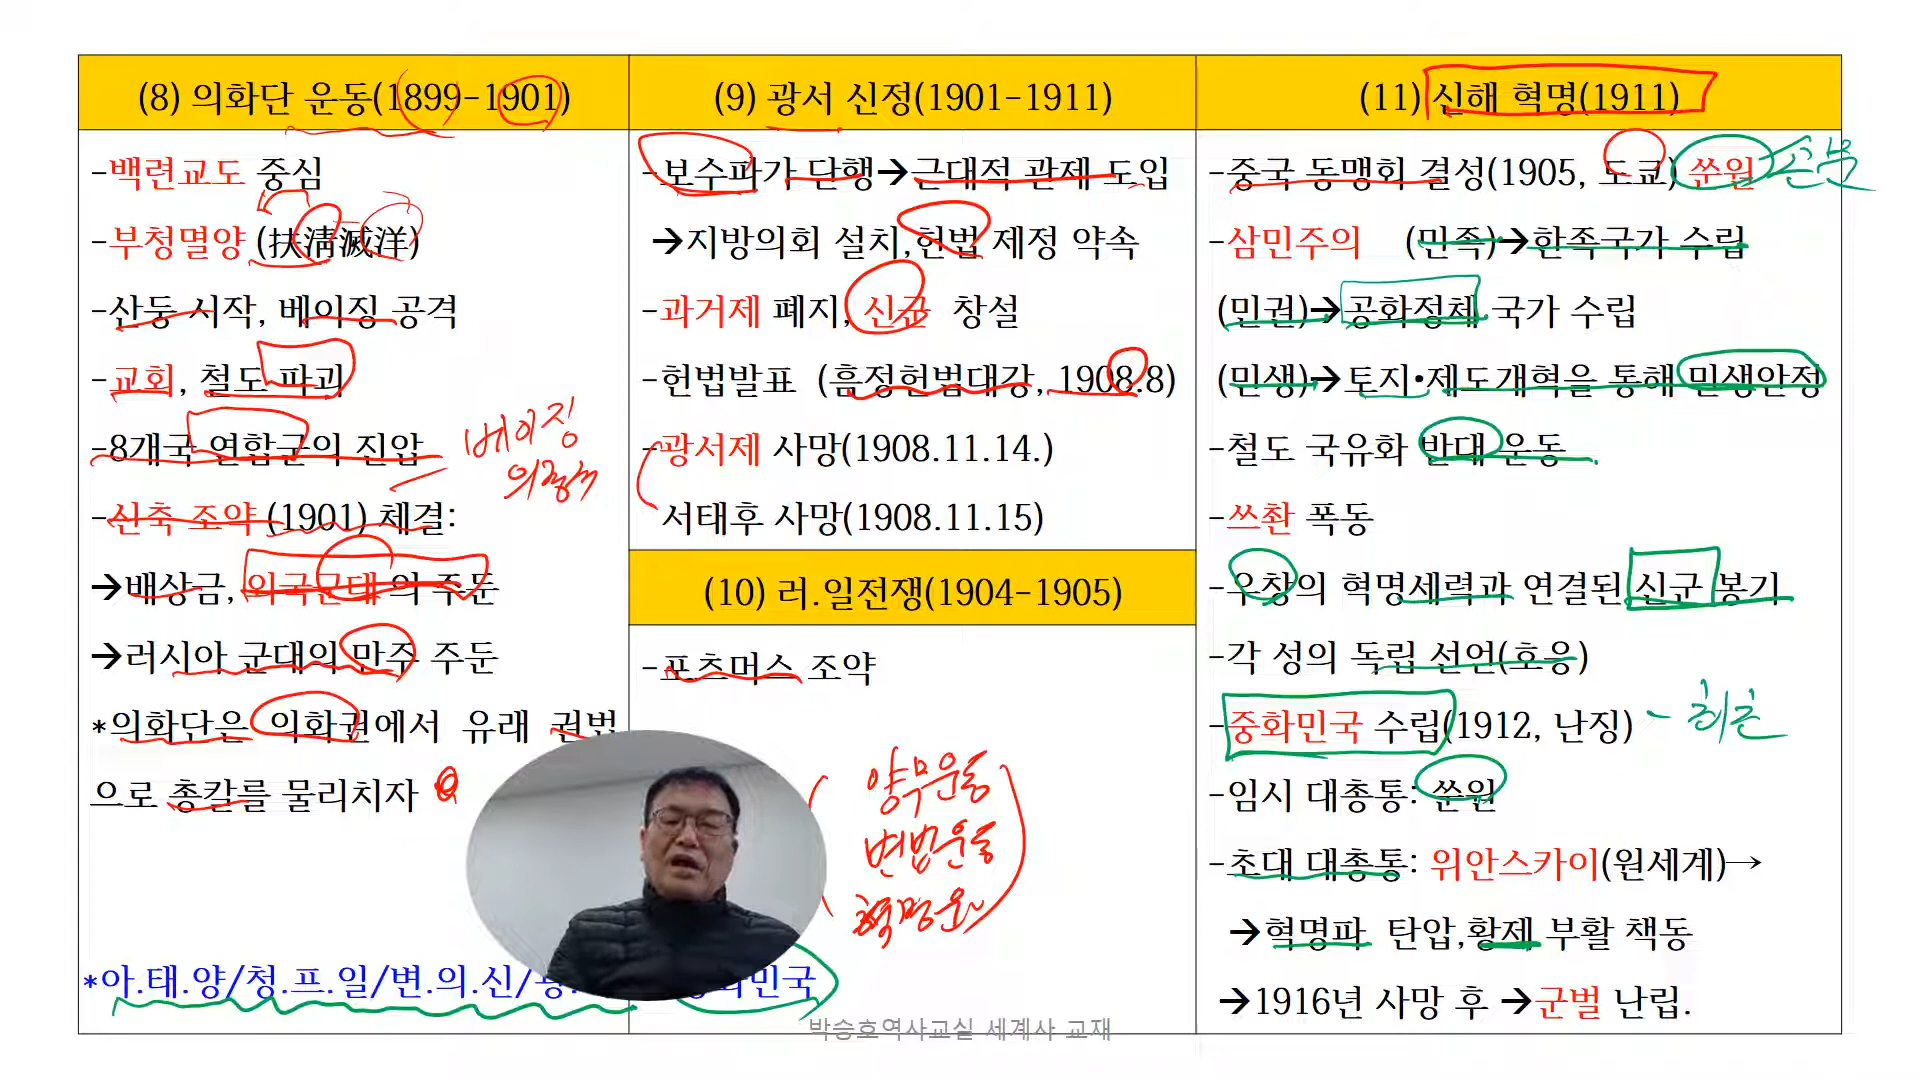 (8) 의화단 운동(1899-1901)
-백련교도 중심
-부청멸양 (扶淸滅洋)
-산둥 시작, 베이징 공격
-교회, 철도 파괴
-8개국 연합군의 진압
베이징
의정서
-신축 조약 (1901) 체결:
→배상금, 외국군대 의 주둔
→러시아 군대의 만주 주둔
*의화단은 의화권에서 유래 권법
으로 총칼를 물리치자
*아.태.양/청.프.일/변.의.신/
민국
(9) 광서 신정(1901-1911)
-보수파가 단행→근대적 관제 도입
→지방의회 설치,헌법 제정 약속
-과거제 폐지, 신군 창설
-헌법발표 (흠정헌법대강, 1908.8)
-광서제 사망(1908.11.14.)
서태후 사망(1908.11.15)
(10) 러.일전쟁(1904-1905)
-포츠머스 조약
양무운동
변법운동
혁명운
(11) 신해 혁명(1911)
-중국 동맹회 결성(1905, 도쿄) 쑨원 손문
-삼민주의 (민족)→한족국가 수립
(민권)→공화정체 국가 수립
(민생)→토지•제도개혁을 통해 민생안정
-철도 국유화 반대 운동
-쓰촨 폭동
-우창의 혁명세력과 연결된 신군 봉기
-각 성의 독립 선언(호응)
-중화민국 수립(1912, 난징) - 최초
-임시 대총통: 쑨원
-초대 대총통: 위안스카이(원세계)→
→혁명파 탄압,황제 부활 책동
→1916년 사망 후 →군벌 난립.
박승호역사교실 세계사 교재